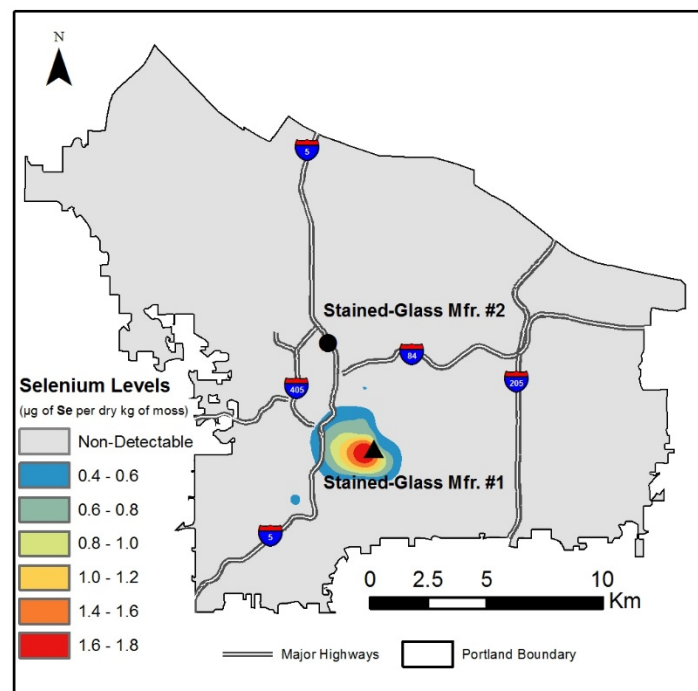 N
5
Stained-Glass Mfr. #2
84
405
205
Selenium Levels
(µg of Se per dry kg of moss)
Non-Detectable
0.4 - 0.6
0.6 - 0.8
0.8 - 1.0
1.0 - 1.2
1.4 - 1.6
1.6 - 1.8
Stained-Glass Mfr. #1
5
0 2.5 5 10
Km
Major Highways
Portland Boundary